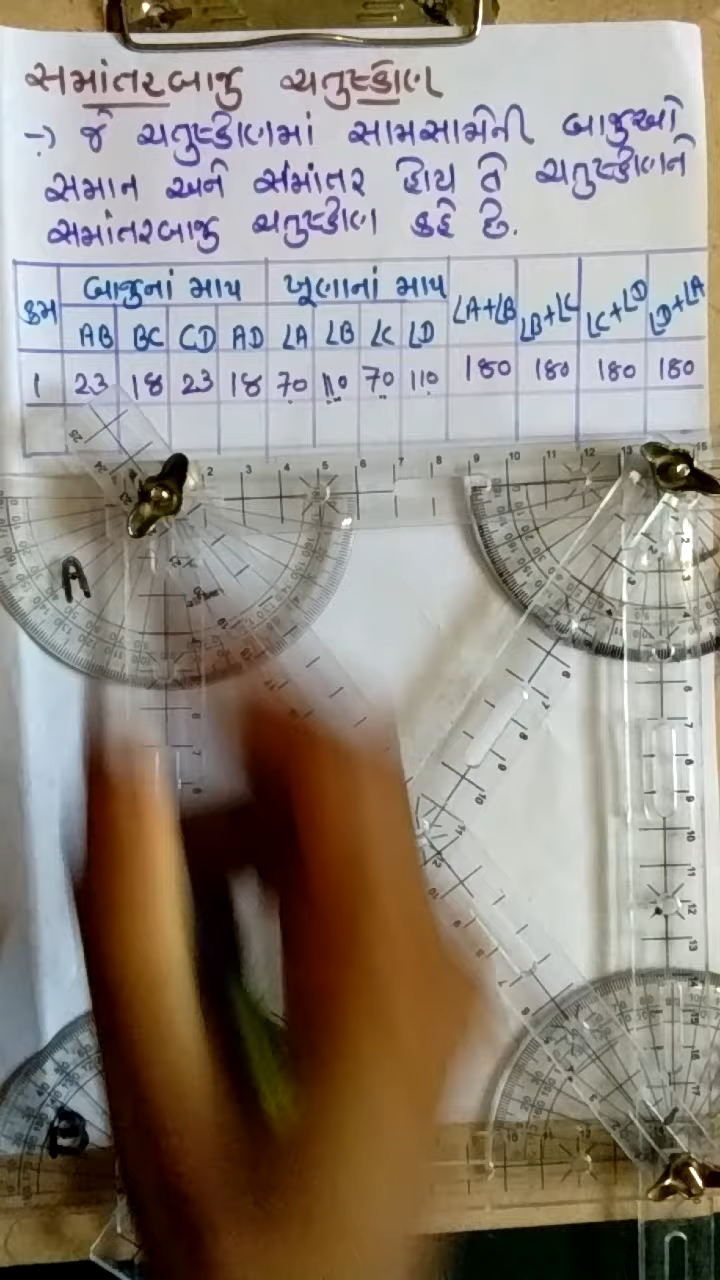 સમાંતરબાજુ ચતુષ્કોણ
→ જે ચતુષ્કોણમાં સામસામેની બાજુઓ
સમાન અને સમાંતર હોય તે ચતુષ્કોણને
સમાંતરબાજુ ચતુષ્કોણ કહે છે.
ક્રમ બાજુનાં માપ ખૂણાનાં માપ ∠A+∠B ∠B+∠C ∠C+∠D ∠D+∠A
AB BC CD AD ∠A ∠B ∠C ∠D
1 23 18 23 18 70 110 70 110 180 180 180 180
A
B